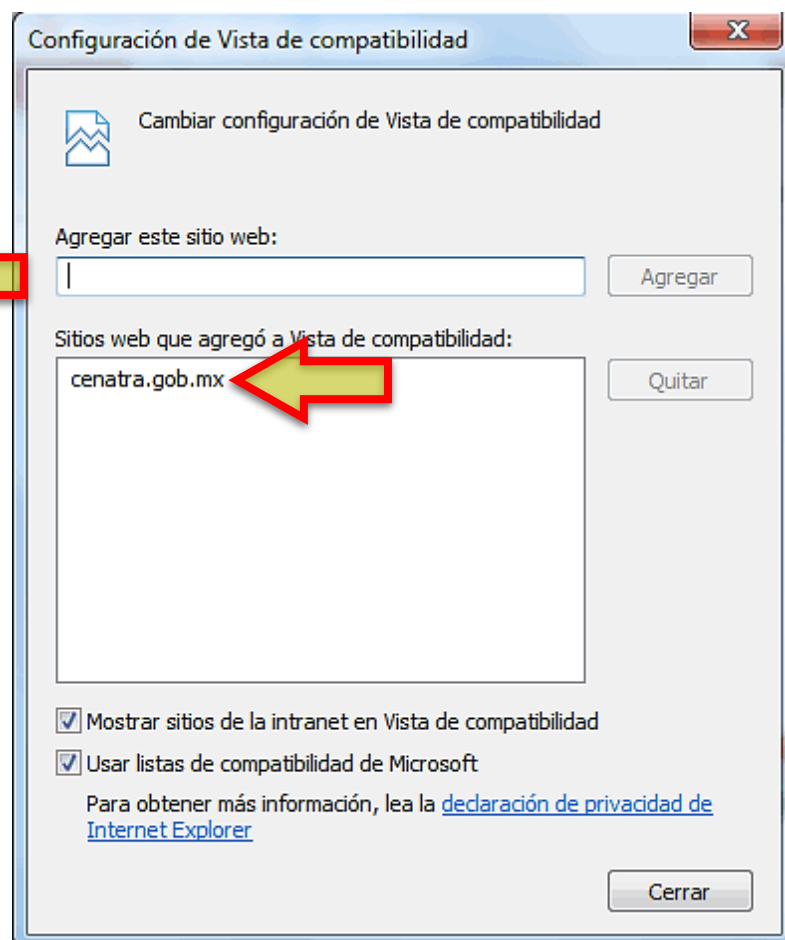 Configuración de Vista de compatibilidad
Cambiar configuración de Vista de compatibilidad
Agregar este sitio web:
Agregar
Sitios web que agregó a Vista de compatibilidad:
cenatra.gob.mx
Quitar
Mostrar sitios de la intranet en Vista de compatibilidad
Usar listas de compatibilidad de Microsoft
Para obtener más información, lea la declaración de privacidad de
Internet Explorer
Cerrar